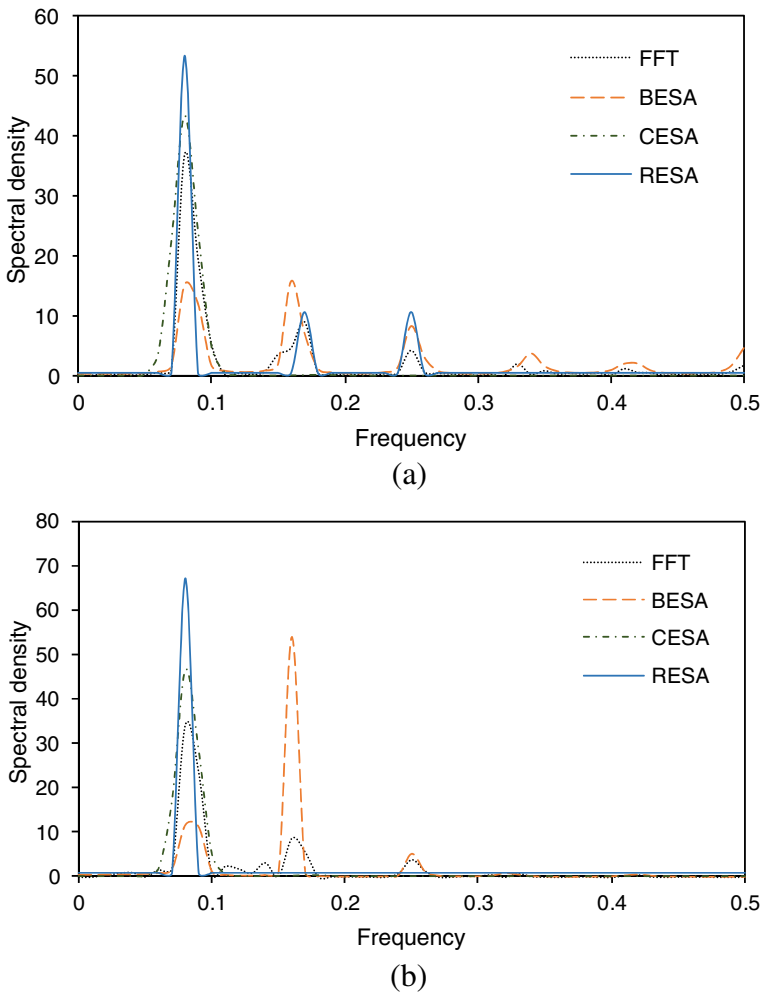 60
50
40
30
20
10
0
Spectral density
FFT
BESA
CESA
RESA
0 0.1 0.2 0.3 0.4 0.5
Frequency
(a)
80
70
60
50
40
30
20
10
0
Spectral density
FFT
BESA
CESA
RESA
0 0.1 0.2 0.3 0.4 0.5
Frequency
(b)